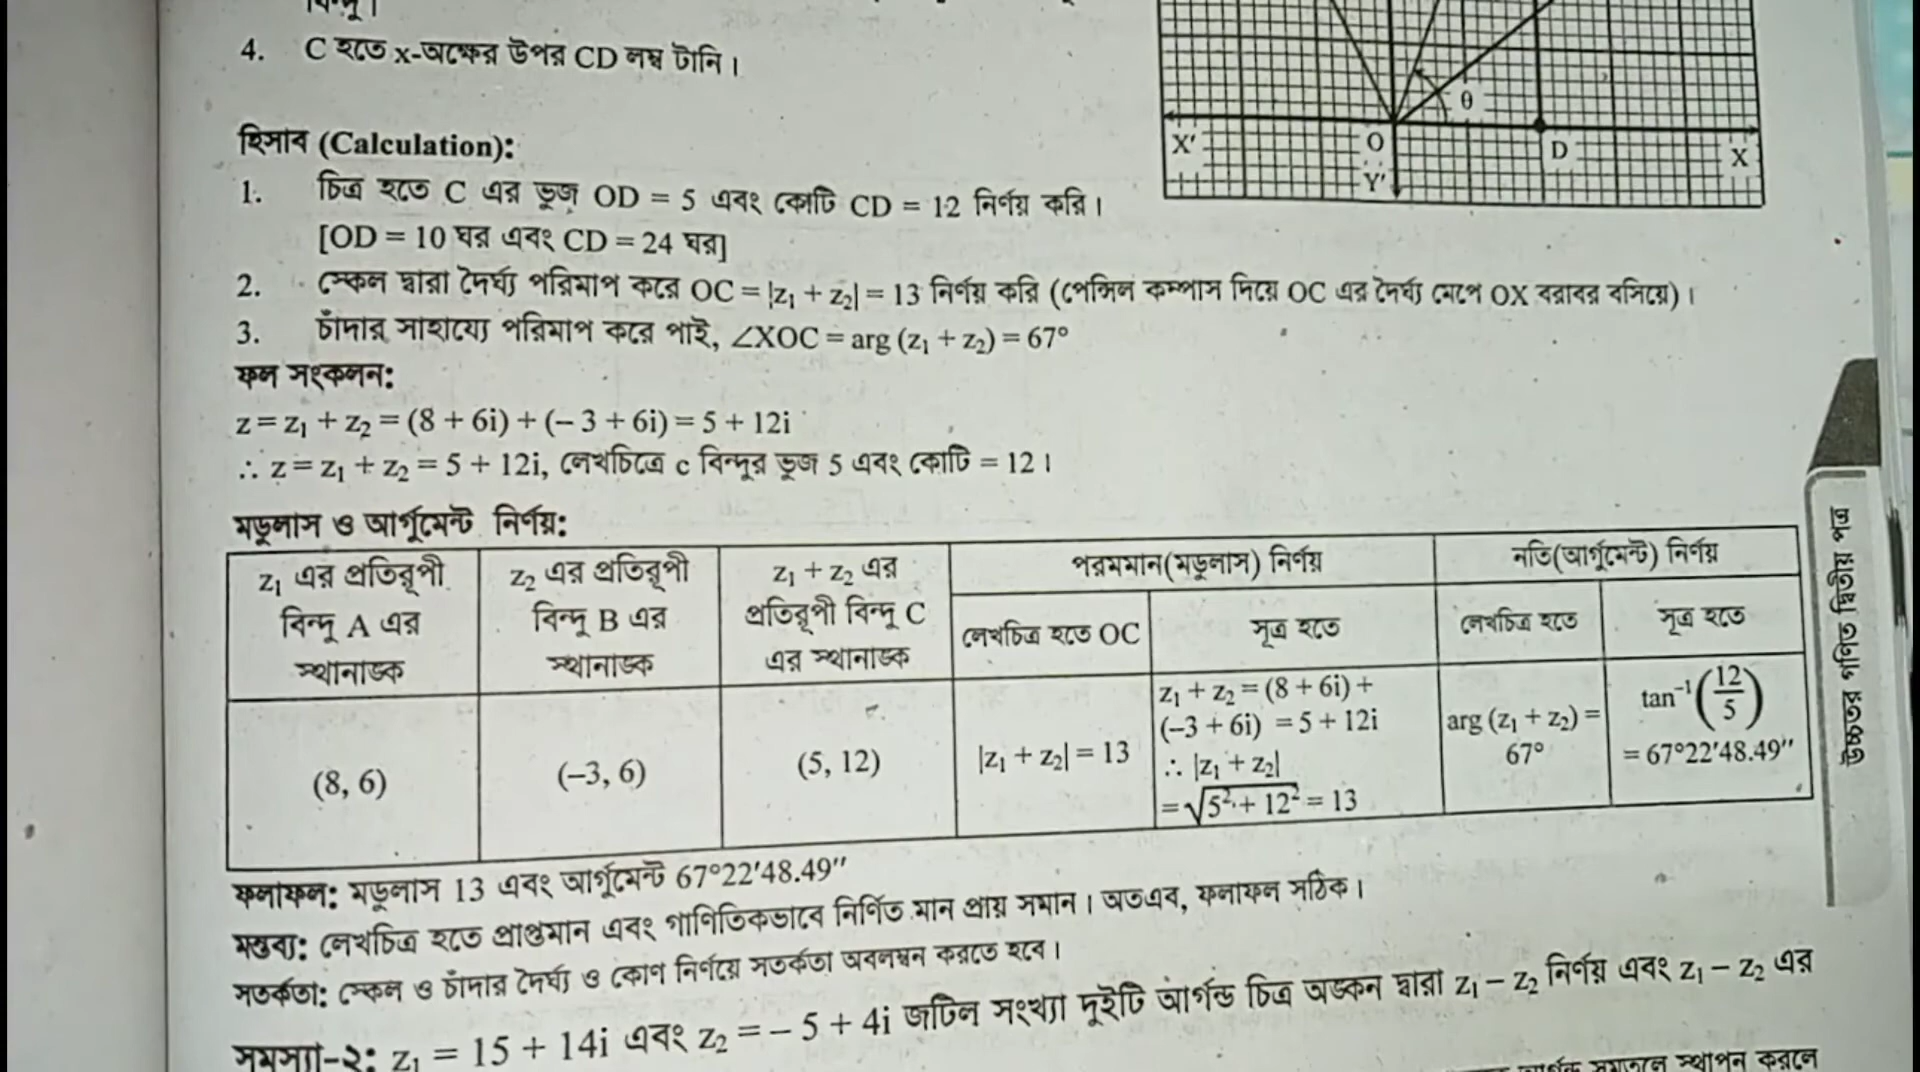 4. C হতে x-অক্ষের উপর CD লম্ব টানি।
θ
X′ O D X
Y′
হিসাব (Calculation):
1. চিত্র হতে C এর ভুজ OD = 5 এবং কোটি CD = 12 নির্ণয় করি।
[OD = 10 ঘর এবং CD = 24 ঘর]
2. স্কেল দ্বারা দৈর্ঘ্য পরিমাপ করে OC = |z₁ + z₂| = 13 নির্ণয় করি (পেন্সিল কম্পাস দিয়ে OC এর দৈর্ঘ্য মেপে OX বরাবর বসিয়ে)।
3. চাঁদার সাহায্যে পরিমাপ করে পাই, ∠XOC = arg (z₁ + z₂) = 67°
ফল সংকলন:
z = z₁ + z₂ = (8 + 6i) + (– 3 + 6i) = 5 + 12i
∴ z = z₁ + z₂ = 5 + 12i, লেখচিত্রে c বিন্দুর ভুজ 5 এবং কোটি = 12।
মডুলাস ও আর্গুমেন্ট নির্ণয়:
z₁ এর প্রতিরূপী বিন্দু A এর স্থানাঙ্ক
z₂ এর প্রতিরূপী বিন্দু B এর স্থানাঙ্ক
z₁ + z₂ এর প্রতিরূপী বিন্দু C এর স্থানাঙ্ক
পরমমান(মডুলাস) নির্ণয়
নতি(আর্গুমেন্ট) নির্ণয়
লেখচিত্র হতে OC
সূত্র হতে
লেখচিত্র হতে
সূত্র হতে
(8, 6)
(–3, 6)
(5, 12)
|z₁ + z₂| = 13
z₁ + z₂ = (8 + 6i) +
(–3 + 6i) = 5 + 12i
∴ |z₁ + z₂|
= √5² + 12² = 13
arg (z₁ + z₂) =
67°
tan⁻¹(12/5)
= 67°22′48.49″
ফলাফল: মডুলাস 13 এবং আর্গুমেন্ট 67°22′48.49″
মন্তব্য: লেখচিত্র হতে প্রাপ্তমান এবং গাণিতিকভাবে নির্ণিত মান প্রায় সমান। অতএব, ফলাফল সঠিক।
সতর্কতা: স্কেল ও চাঁদার দৈর্ঘ্য ও কোণ নির্ণয়ে সতর্কতা অবলম্বন করতে হবে।
সমস্যা-২: z₁ = 15 + 14i এবং z₂ = – 5 + 4i জটিল সংখ্যা দুইটি আর্গন্ড চিত্র অঙ্কন দ্বারা z₁ – z₂ নির্ণয় এবং z₁ – z₂ এর
স্থাপন করলে
উচ্চতর গণিত দ্বিতীয় পত্র